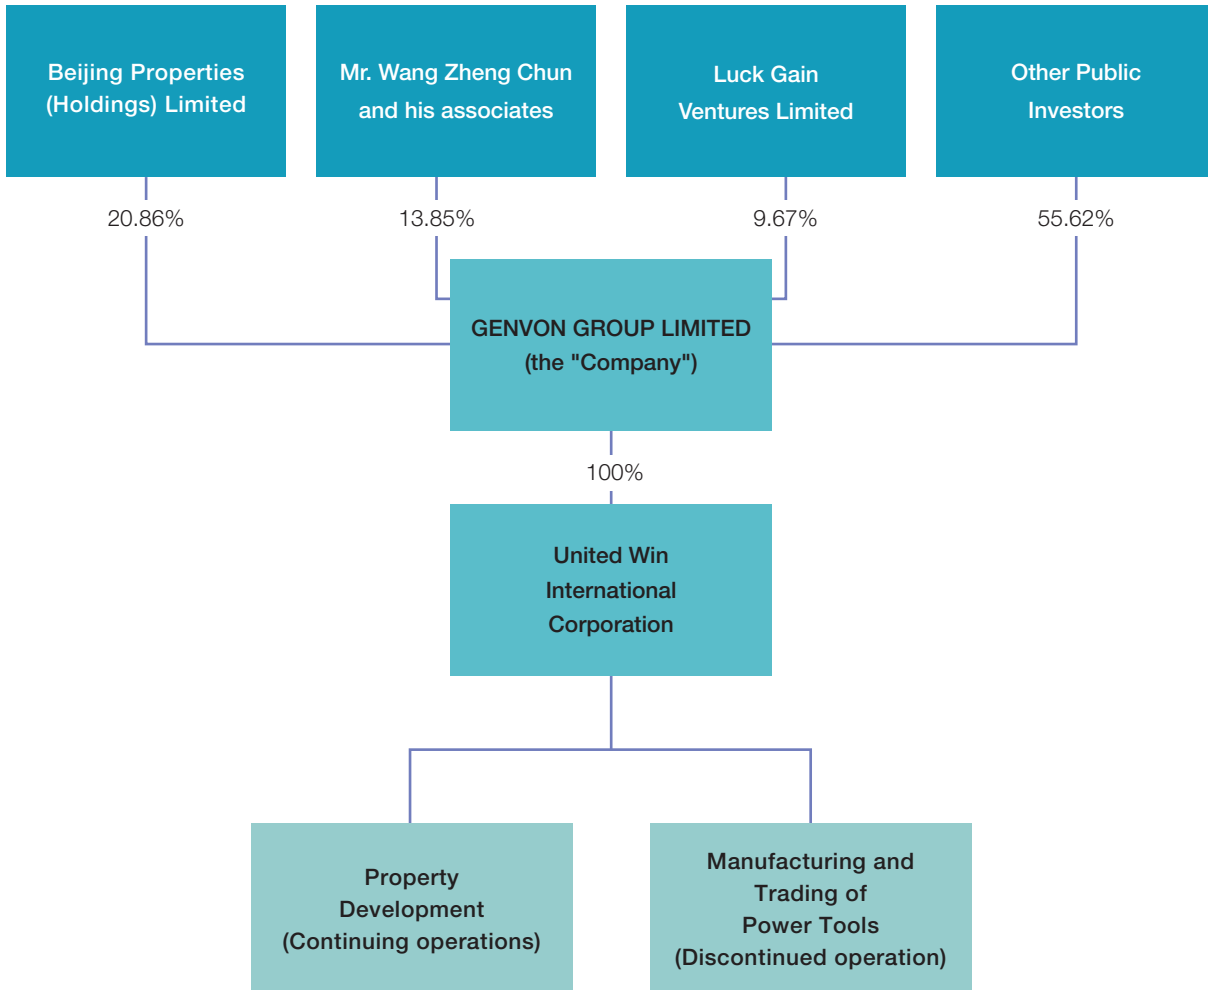 Beijing Properties
(Holdings) Limited
Mr. Wang Zheng Chun
and his associates
Luck Gain
Ventures Limited
Other Public
Investors
20.86%
13.85%
9.67%
55.62%
GENVON GROUP LIMITED
(the "Company")
100%
United Win
International
Corporation
Property
Development
(Continuing operations)
Manufacturing and
Trading of
Power Tools
(Discontinued operation)